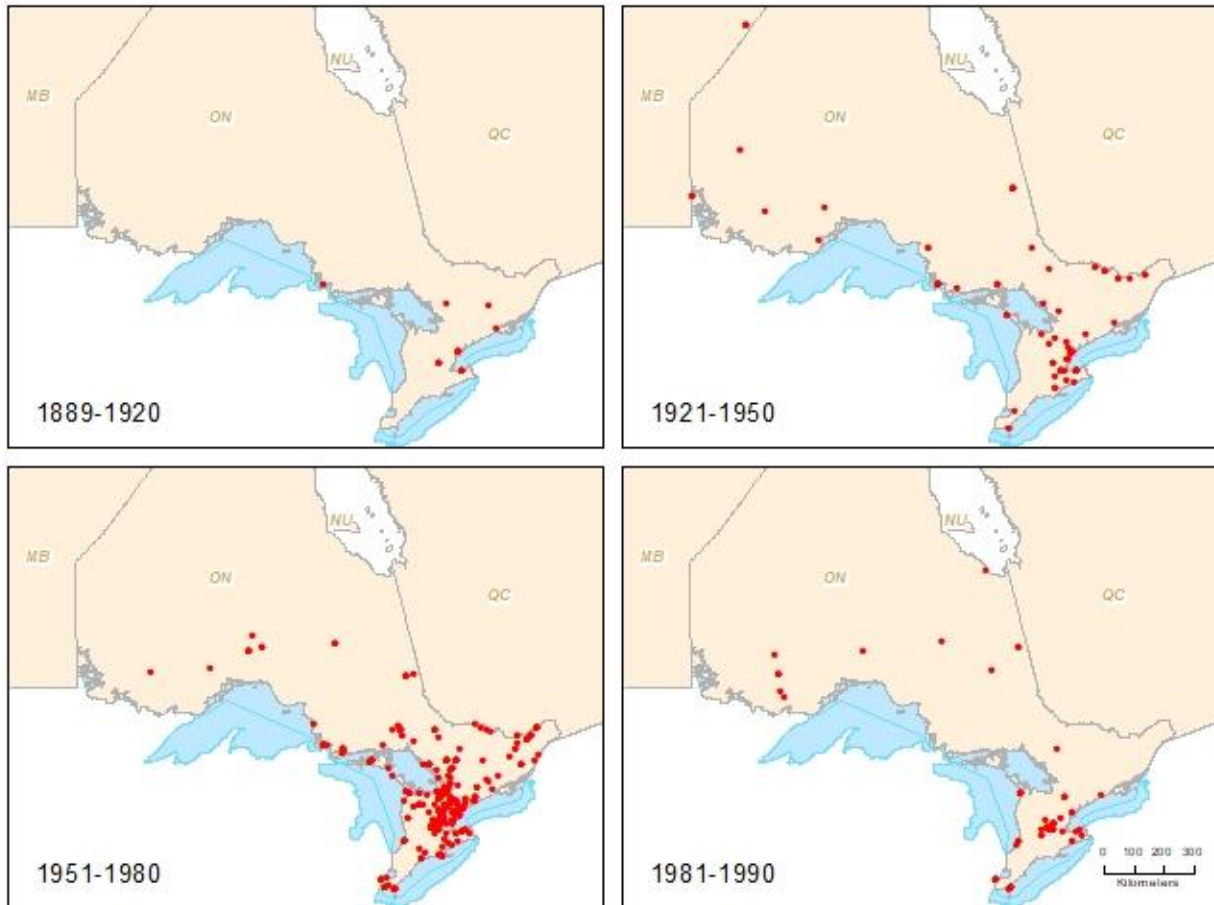 NU
MB
ON
QC
1889-1920
NU
MB
ON
QC
1921-1950
NU
MB
ON
QC
1951-1980
NU
MB
ON
QC
0 100 200 300
Kilometers
1981-1990